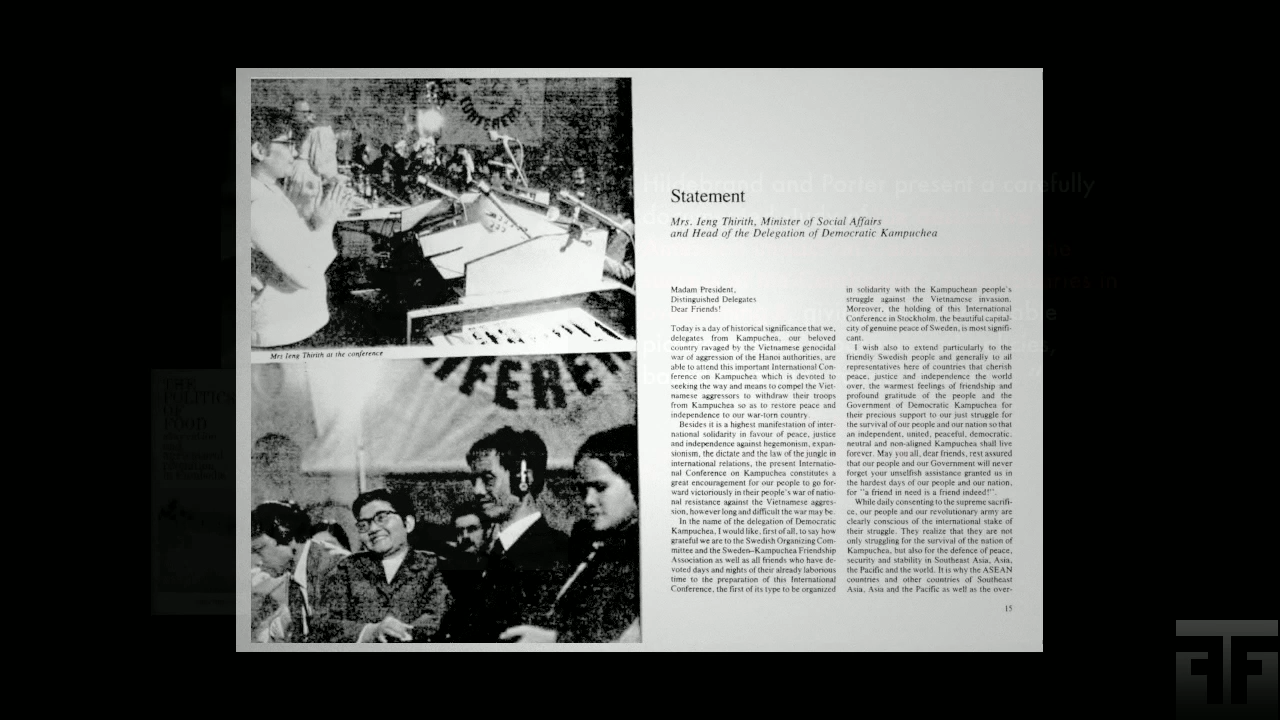 CONFERENCE
Mrs Ieng Thirith at the conference
FEREN
Statement
Mrs. Ieng Thirith, Minister of Social Affairs
and Head of the Delegation of Democratic Kampuchea
Madam President,
Distinguished Delegates
Dear Friends!
Today is a day of historical significance that we,
delegates from Kampuchea, our beloved
country ravaged by the Vietnamese genocidal
war of aggression of the Hanoi authorities, are
able to attend this important International Con-
ference on Kampuchea which is devoted to
seeking the way and means to compel the Viet-
namese aggressors to withdraw their troops
from Kampuchea so as to restore peace and
independence to our war-torn country.
Besides it is a highest manifestation of inter-
national solidarity in favour of peace, justice
and independence against hegemonism, expan-
sionism, the dictate and the law of the jungle in
international relations, the present Internatio-
nal Conference on Kampuchea constitutes a
great encouragement for our people to go for-
ward victoriously in their people's war of natio-
nal resistance against the Vietnamese aggres-
sion, however long and difficult the war may be.
In the name of the delegation of Democratic
Kampuchea, I would like, first of all, to say how
grateful we are to the Swedish Organizing Com-
mittee and the Sweden–Kampuchea Friendship
Association as well as all friends who have de-
voted days and nights of their already laborious
time to the preparation of this International
Conference, the first of its type to be organized
in solidarity with the Kampuchean people's
struggle against the Vietnamese invasion.
Moreover, the holding of this International
Conference in Stockholm, the beautiful capital-
city of genuine peace of Sweden, is most signifi-
cant.
I wish also to extend particularly to the
friendly Swedish people and generally to all
representatives here of countries that cherish
peace, justice and independence the world
over, the warmest feelings of friendship and
profound gratitude of the people and the
Government of Democratic Kampuchea for
their precious support to our just struggle for
the survival of our people and our nation so that
an independent, united, peaceful, democratic,
neutral and non-aligned Kampuchea shall live
forever. May you all, dear friends, rest assured
that our people and our Government will never
forget your unselfish assistance granted us in
the hardest days of our people and our nation,
for "a friend in need is a friend indeed!".
While daily consenting to the supreme sacrifi-
ce, our people and our revolutionary army are
clearly conscious of the international stake of
their struggle. They realize that they are not
only struggling for the survival of the nation of
Kampuchea, but also for the defence of peace,
security and stability in Southeast Asia, Asia,
the Pacific and the world. It is why the ASEAN
countries and other countries of Southeast
Asia, Asia and the Pacific as well as the over-
15
Hildebrand and Porter present a carefully
THE
POLITICS
OF
FOOD